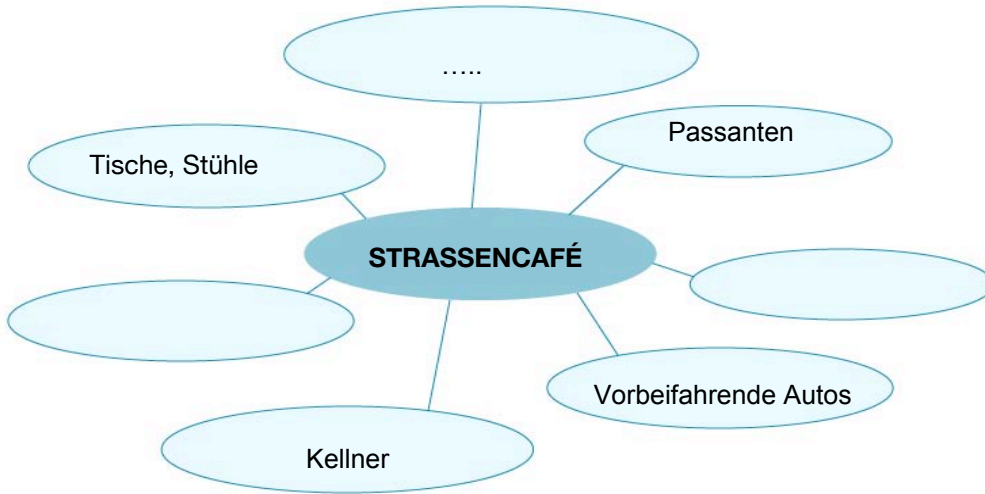 …..
Passanten
Tische, Stühle
STRASSENCAFÉ
Vorbeifahrende Autos
Kellner